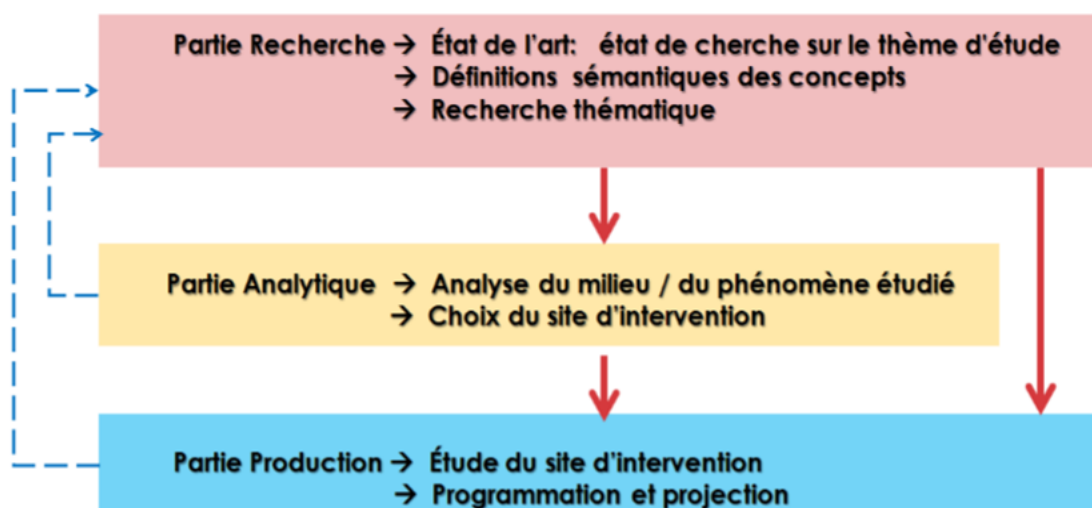 Partie Recherche → État de l'art: état de cherche sur le thème d'étude
→ Définitions sémantiques des concepts
→ Recherche thématique
Partie Analytique → Analyse du milieu / du phénomène étudié
→ Choix du site d'intervention
Partie Production → Étude du site d'intervention
→ Programmation et projection